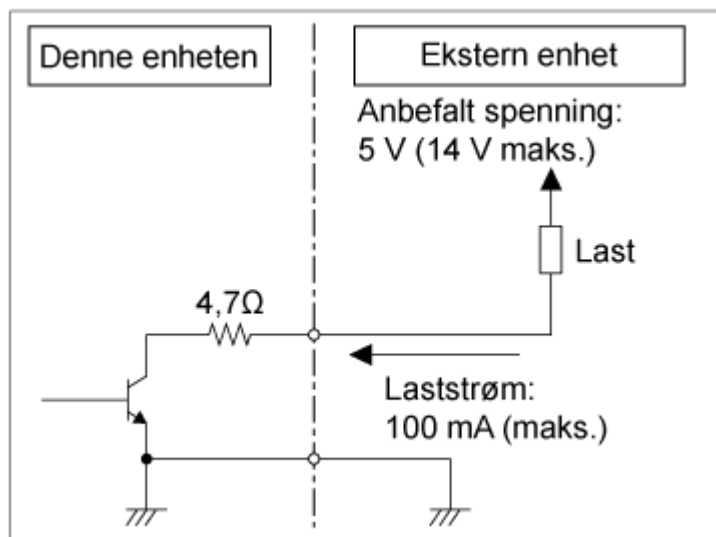 Denne enheten
Ekstern enhet
Anbefalt spenning:
5 V (14 V maks.)
Last
4,7Ω
Laststrøm:
100 mA (maks.)